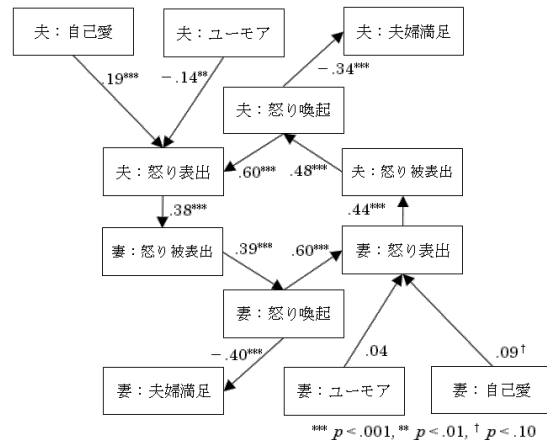 夫：自己愛
夫：ユーモア
夫：夫婦満足
.19***
－.14**
－.34***
夫：怒り喚起
夫：怒り表出
.60***
.48***
夫：怒り被表出
.38***
.44***
妻：怒り被表出
.39***
.60***
妻：怒り表出
妻：怒り喚起
－.40***
.04
.09†
妻：夫婦満足
妻：ユーモア
妻：自己愛
*** p＜.001, ** p＜.01, † p＜.10